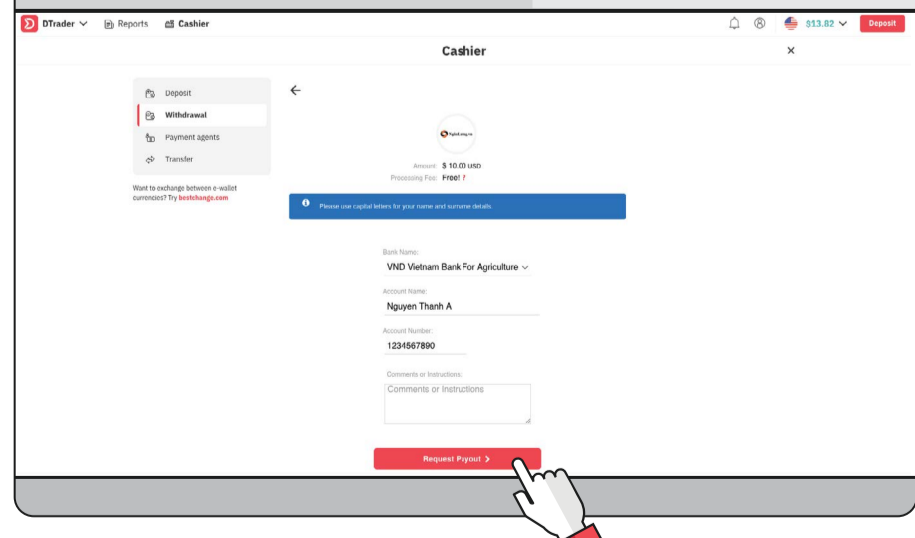 DTrader Reports Cashier $13.82 Deposit
Cashier
Deposit
Withdrawal
Payment agents
Transfer
Want to exchange between e-wallet
currencies? Try bestchange.com
Amount: $ 10.00 USD
Processing Fee: Free! ?
Please use capital letters for your name and surname details.
Bank Name:
VND Vietnam Bank For Agriculture
Account Name:
Nguyen Thanh A
Account Number:
1234567890
Comments or Instructions:
Comments or Instructions
Request Payout